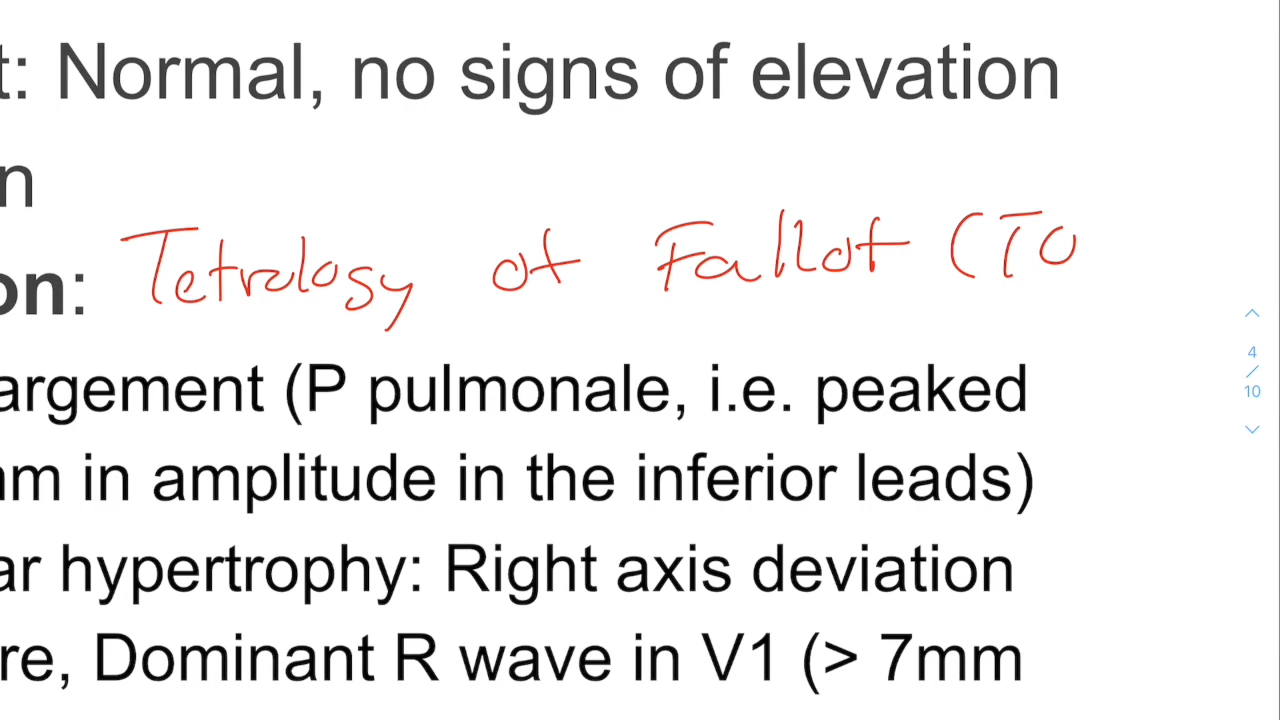 t: Normal, no signs of elevation
n
on: Tetrology of Fallot (TO
argement (P pulmonale, i.e. peaked
mm in amplitude in the inferior leads)
ar hypertrophy: Right axis deviation
re, Dominant R wave in V1 (> 7mm
4
/
10